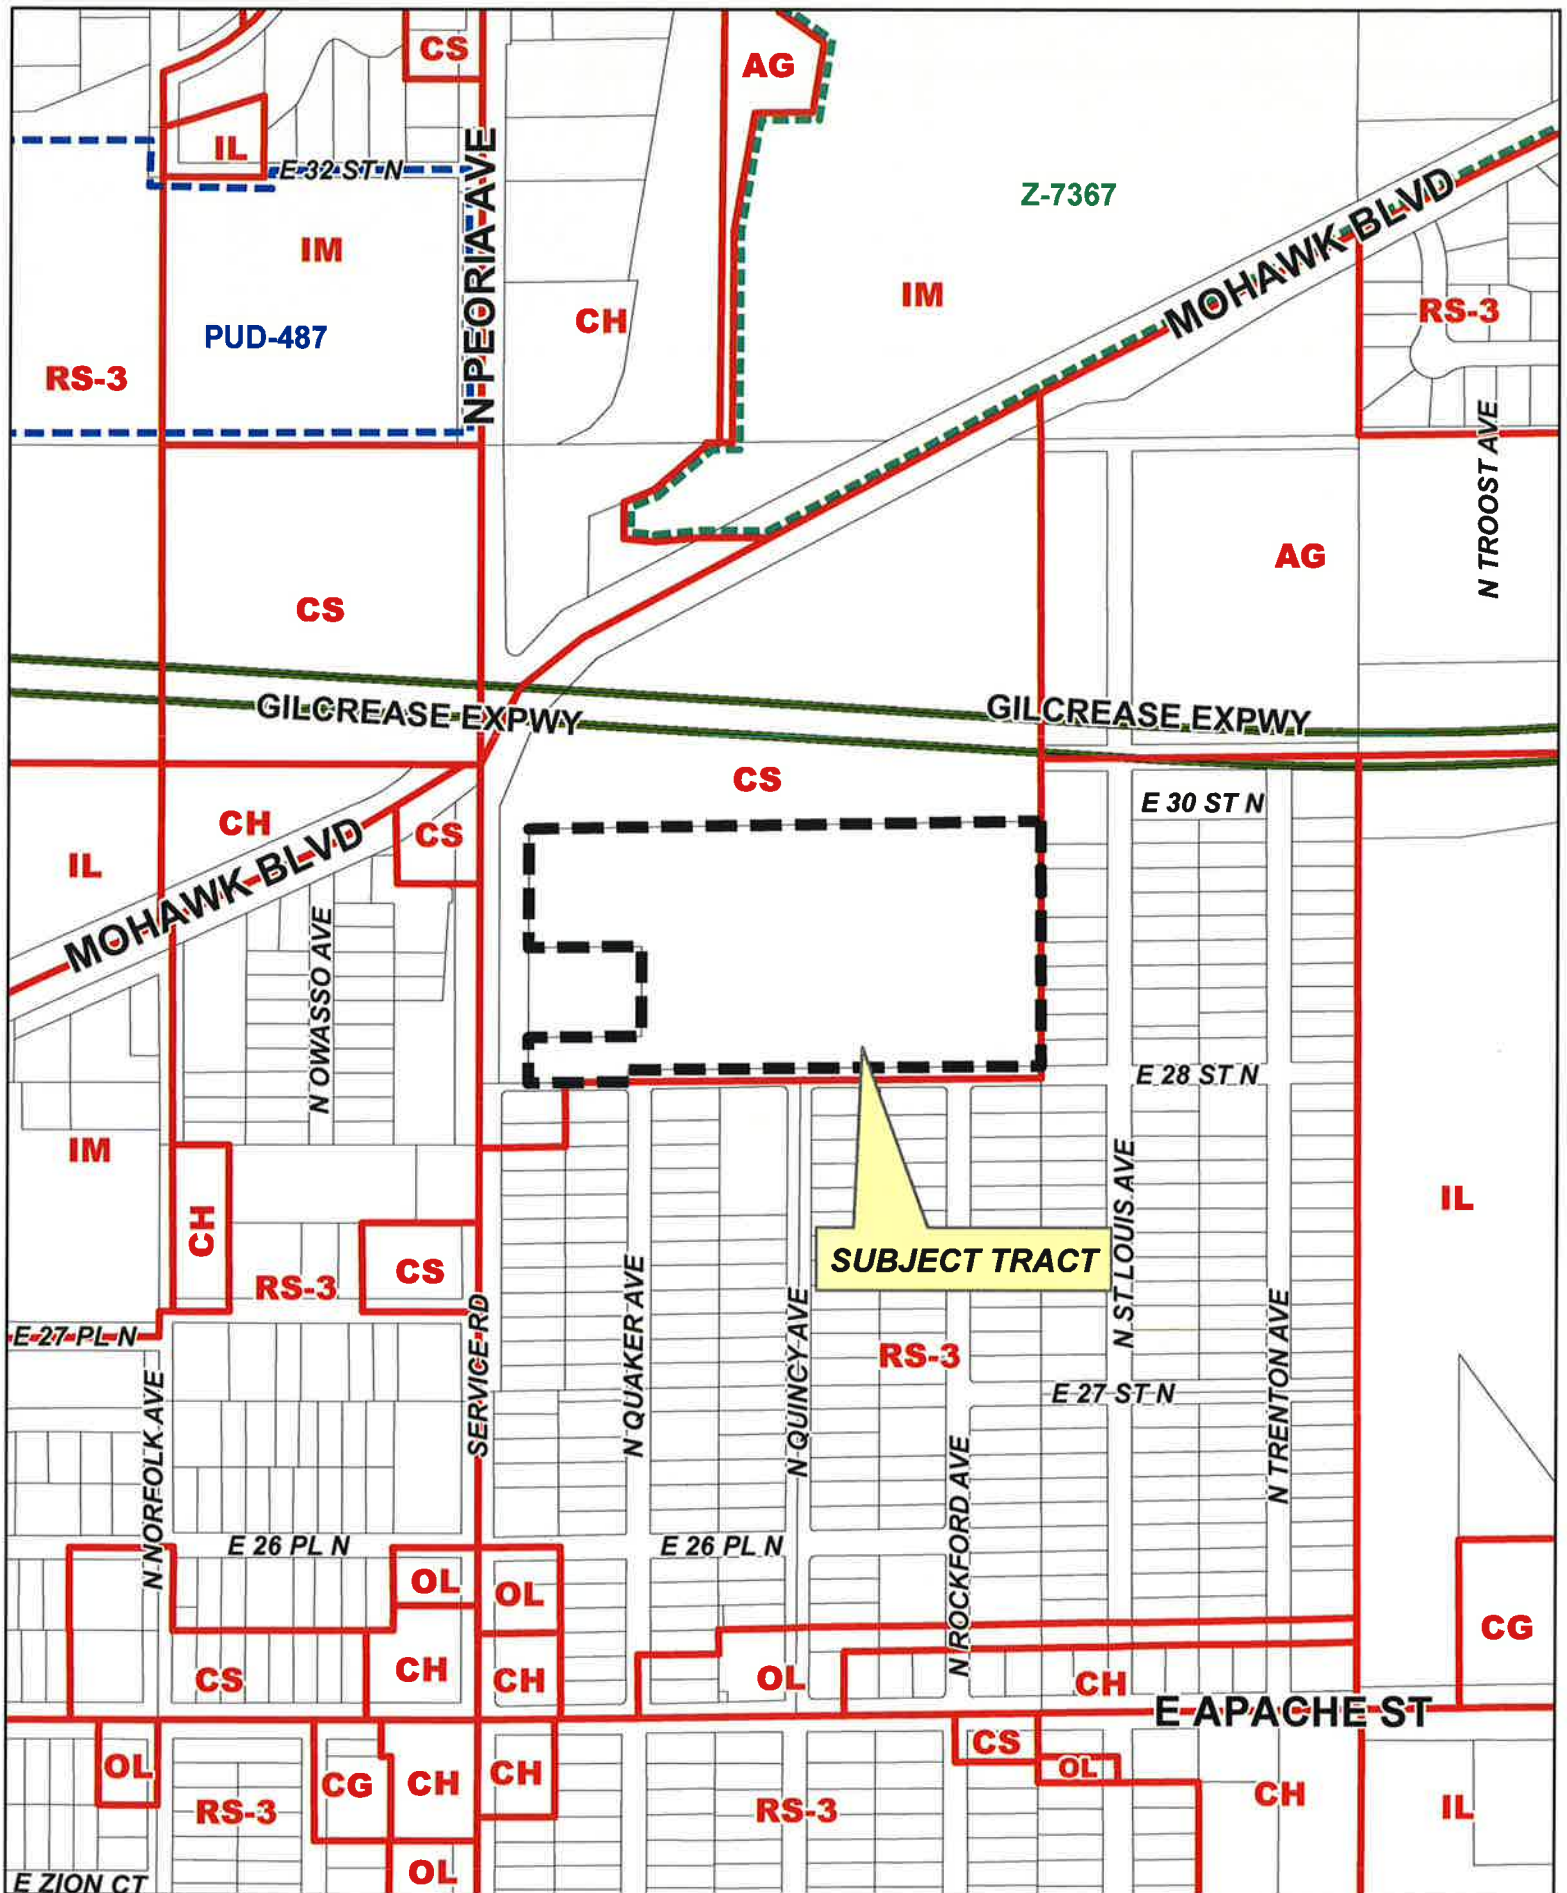 CS
AG
IL
E 32 ST N
N PEORIA AVE
Z-7367
MOHAWK BLVD
IM
IM
CH
RS-3
PUD-487
RS-3
N TROOST AVE
AG
CS
GILCREASE EXPWY
GILCREASE EXPWY
CS
E 30 ST N
CH
CS
IL
MOHAWK BLVD
N OWASSO AVE
E 28 ST N
IM
CH
IL
N ST LOUIS AVE
SUBJECT TRACT
CS
RS-3
E 27 PL N
SERVICE RD
N QUAKER AVE
N QUINCY AVE
RS-3
N TRENTON AVE
E 27 ST N
N NORFOLK AVE
N ROCKFORD AVE
E 26 PL N
E 26 PL N
OL
OL
CG
CS
CH
CH
OL
CH
E APACHE ST
OL
CG
CH
CH
CS
OL
CH
IL
RS-3
RS-3
OL
E ZION CT